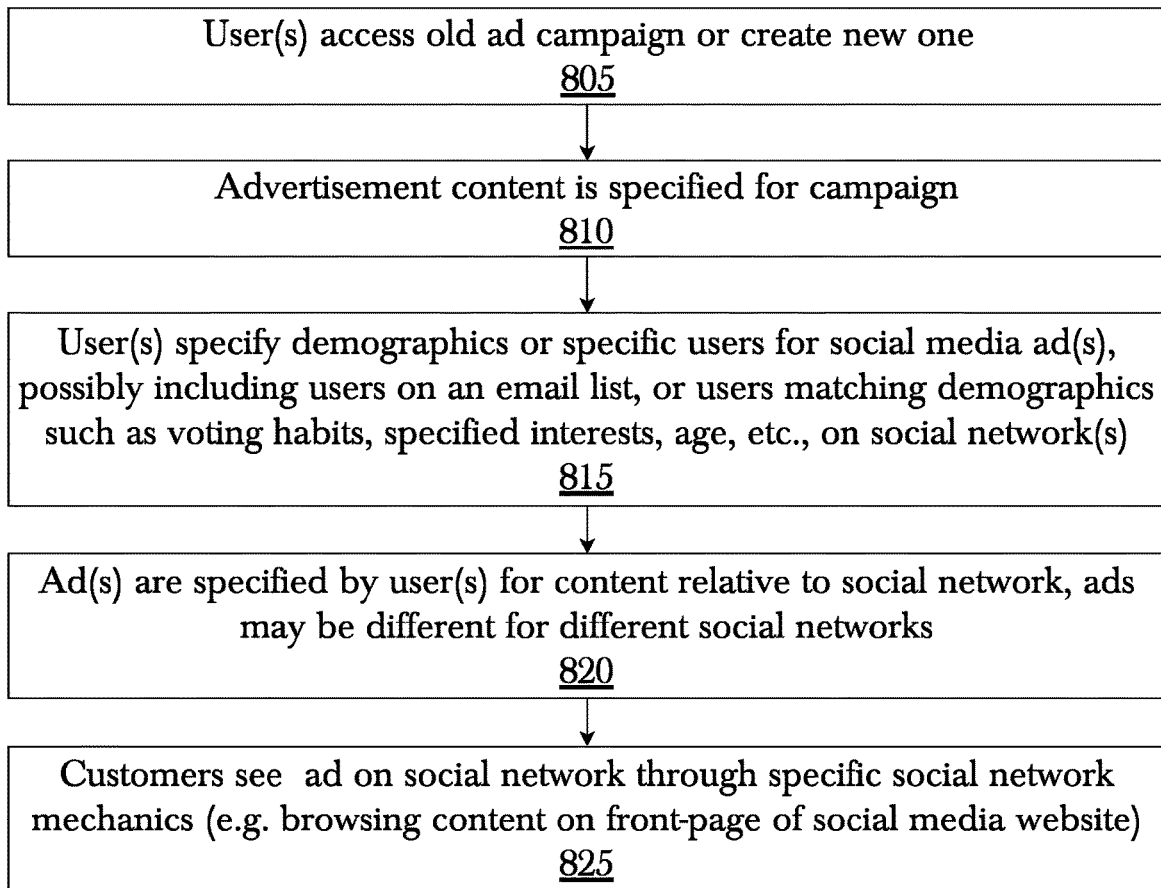 User(s) access old ad campaign or create new one
805
Advertisement content is specified for campaign
810
User(s) specify demographics or specific users for social media ad(s),
possibly including users on an email list, or users matching demographics
such as voting habits, specified interests, age, etc., on social network(s)
815
Ad(s) are specified by user(s) for content relative to social network, ads
may be different for different social networks
820
Customers see ad on social network through specific social network
mechanics (e.g. browsing content on front-page of social media website)
825